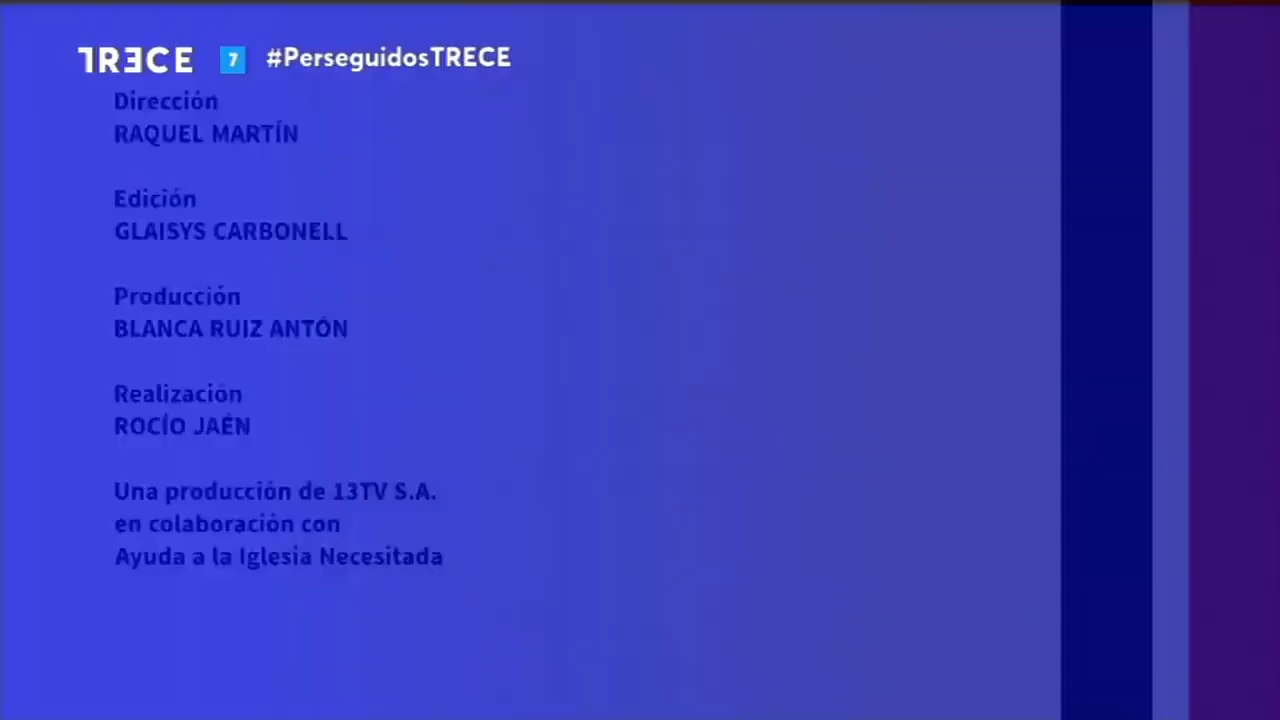 TRECE 7 #PerseguidosTRECE
Dirección
RAQUEL MARTÍN
Edición
GLAISYS CARBONELL
Producción
BLANCA RUIZ ANTÓN
Realización
ROCÍO JAÉN
Una producción de 13TV S.A.
en colaboración con
Ayuda a la Iglesia Necesitada